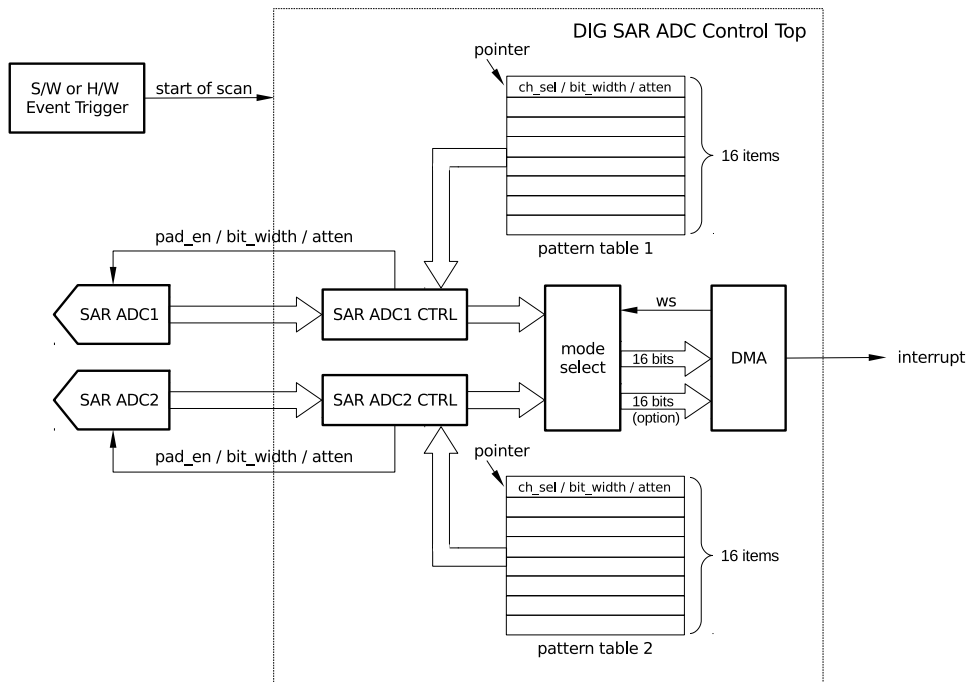 DIG SAR ADC Control Top
S/W or H/W
Event Trigger
start of scan
pointer
ch_sel / bit_width / atten
16 items
pattern table 1
pad_en / bit_width / atten
SAR ADC1
SAR ADC1 CTRL
mode
select
ws
16 bits
DMA
interrupt
SAR ADC2
SAR ADC2 CTRL
16 bits
(option)
pad_en / bit_width / atten
pointer
ch_sel / bit_width / atten
16 items
pattern table 2